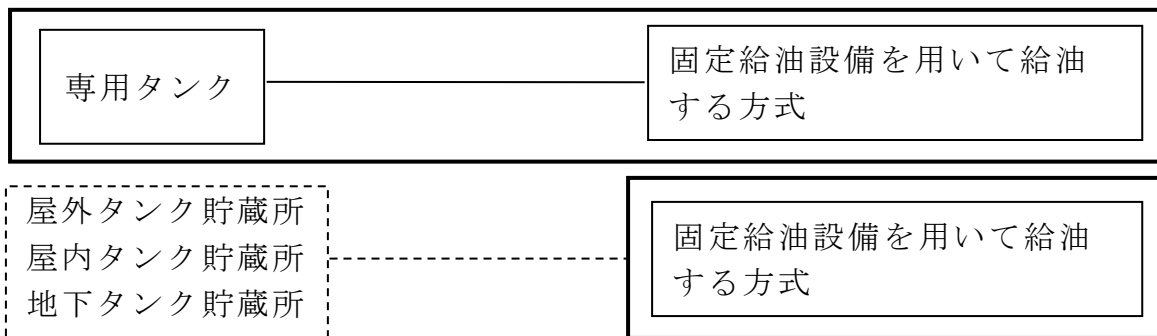 専用タンク
固定給油設備を用いて給油
する方式
屋外タンク貯蔵所
屋内タンク貯蔵所
地下タンク貯蔵所
固定給油設備を用いて給油
する方式